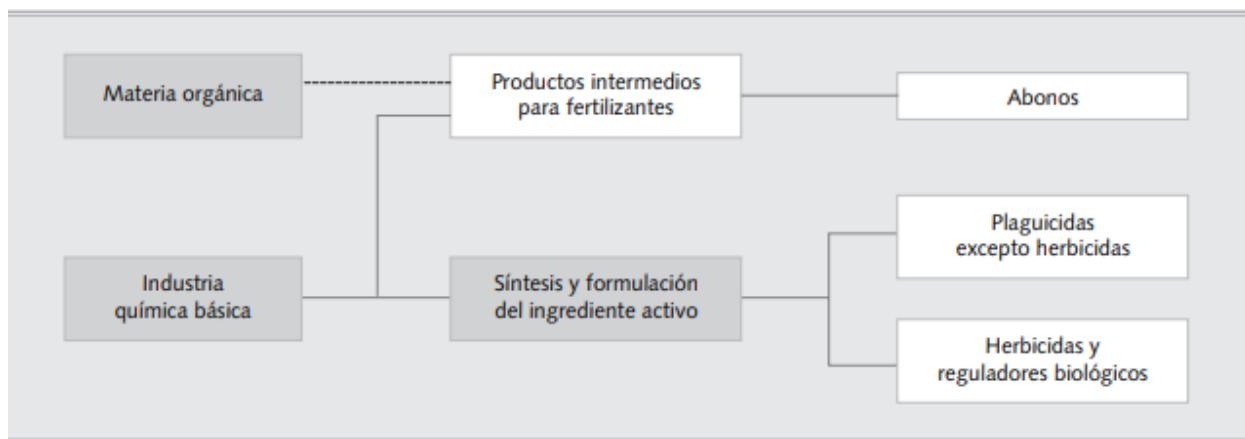 Materia orgánica
Productos intermedios
para fertilizantes
Abonos
Plaguicidas
excepto herbicidas
Industria
química básica
Síntesis y formulación
del ingrediente activo
Herbicidas y
reguladores biológicos